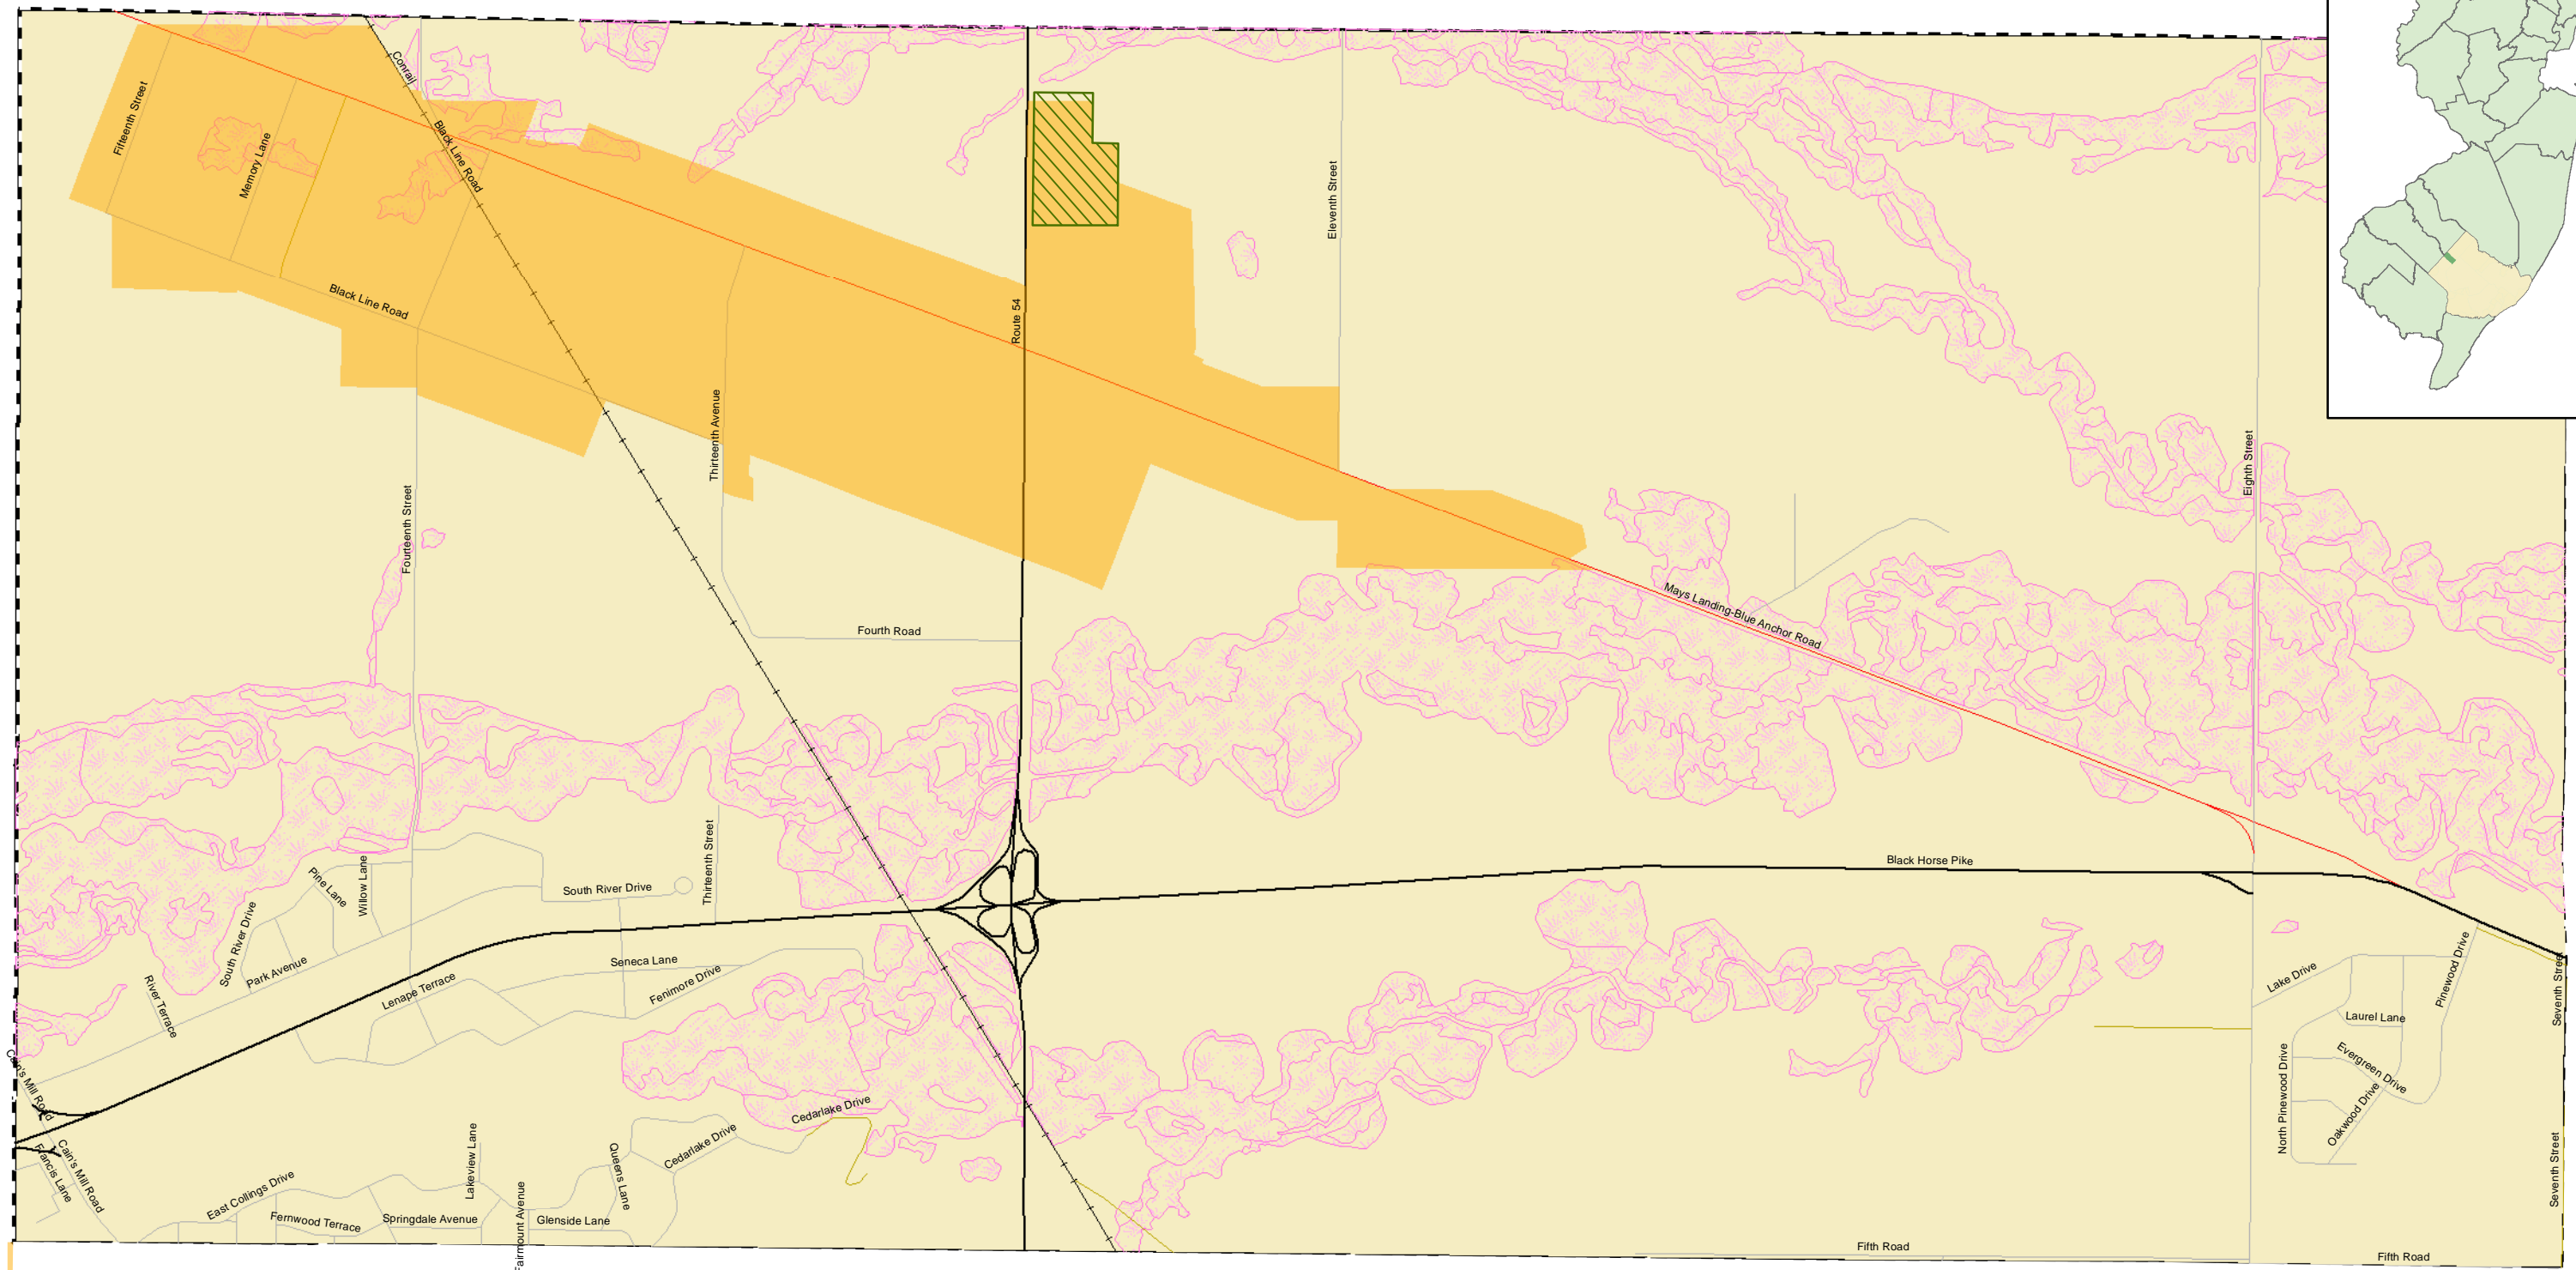 Conrail
Fifteenth Street
Memory Lane
Black Line Road
Black Line Road
Route 54
Eleventh Street
Thirteenth Avenue
Fourteenth Street
Eighth Street
Fourth Road
Mays Landing-Blue Anchor Road
Black Horse Pike
Pine Lane
Willow Lane
South River Drive
Thirteenth Street
South River Drive
Park Avenue
River Terrace
Lenape Terrace
Seneca Lane
Fenimore Drive
Lake Drive
Pinewood Drive
Seventh Street
Laurel Lane
Evergreen Drive
Oakwood Drive
North Pinewood Drive
Seventh Street
Cain's Mill Road
Cain's Mill Road
Francis Lane
Cedarlake Drive
Cedarlake Drive
Queens Lane
Lakeview Lane
East Collings Drive
Fernwood Terrace
Springdale Avenue
Fairmount Avenue
Glenside Lane
Fifth Road
Fifth Road